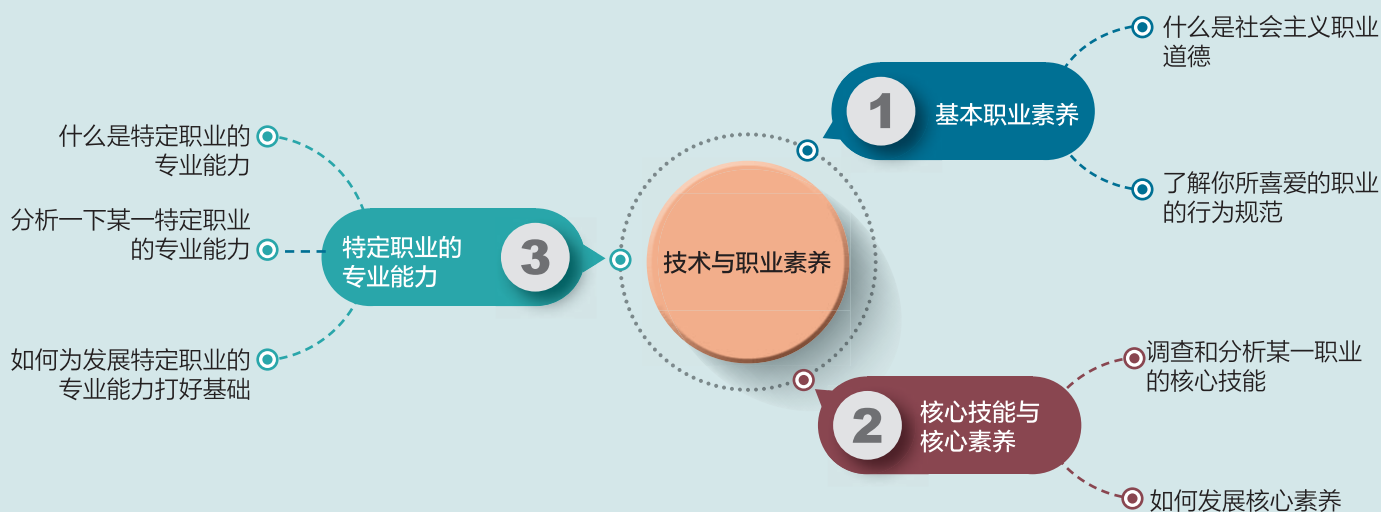 技术与职业素养
1
基本职业素养
什么是社会主义职业
道德
了解你所喜爱的职业
的行为规范
2
核心技能与
核心素养
调查和分析某一职业
的核心技能
如何发展核心素养
3
特定职业的
专业能力
什么是特定职业的
专业能力
分析一下某一特定职业
的专业能力
如何为发展特定职业的
专业能力打好基础